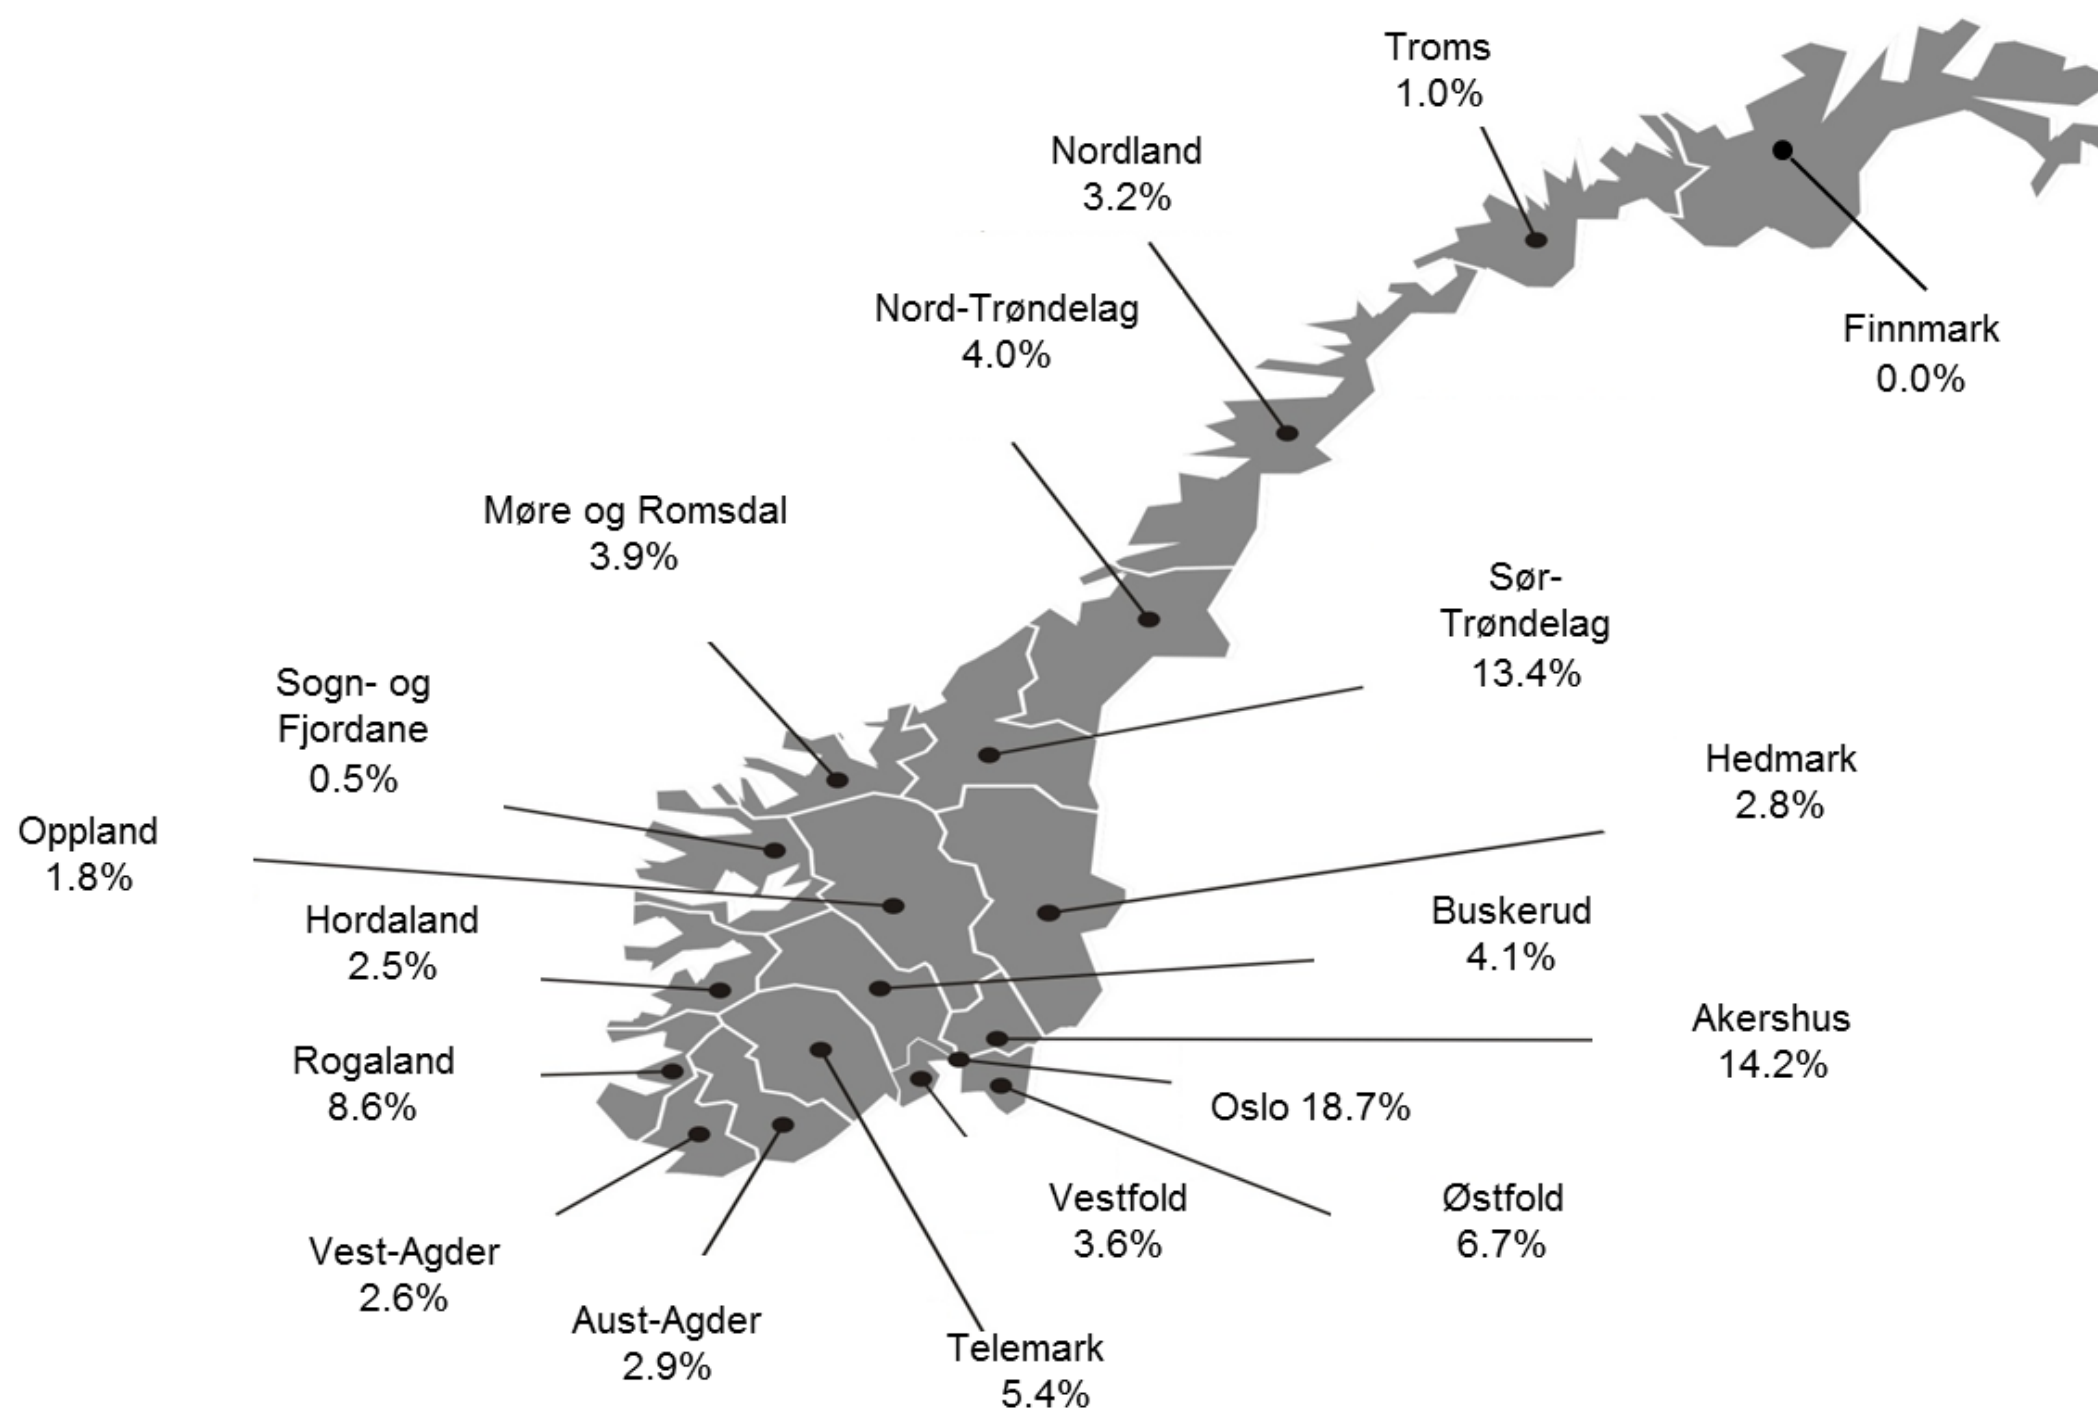 Troms
1.0%
Nordland
3.2%
Nord-Trøndelag
4.0%
Finnmark
0.0%
Møre og Romsdal
3.9%
Sør-
Trøndelag
13.4%
Sogn- og
Fjordane
0.5%
Hedmark
2.8%
Oppland
1.8%
Hordaland
2.5%
Buskerud
4.1%
Akershus
14.2%
Rogaland
8.6%
Oslo 18.7%
Vestfold
3.6%
Østfold
6.7%
Vest-Agder
2.6%
Aust-Agder
2.9%
Telemark
5.4%